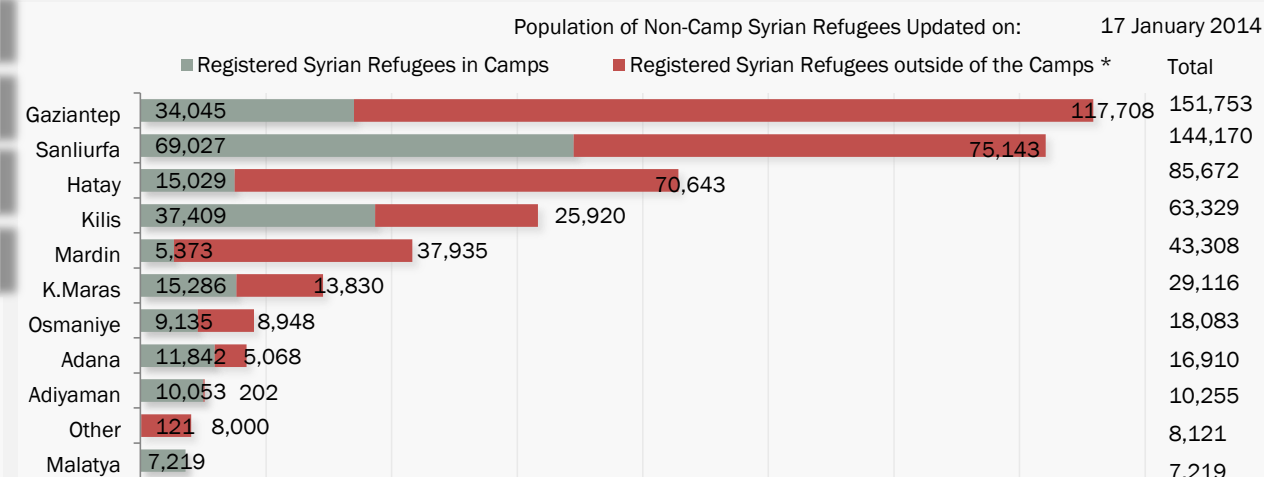 Population of Non-Camp Syrian Refugees Updated on: 17 January 2014
Registered Syrian Refugees in Camps Registered Syrian Refugees outside of the Camps * Total
Gaziantep 34,045 117,708 151,753
Sanliurfa 69,027 75,143 144,170
Hatay 15,029 70,643 85,672
Kilis 37,409 25,920 63,329
Mardin 5,373 37,935 43,308
K.Maras 15,286 13,830 29,116
Osmaniye 9,135 8,948 18,083
Adana 11,842 5,068 16,910
Adiyaman 10,053 202 10,255
Other 121 8,000 8,121
Malatya 7,219 7,219